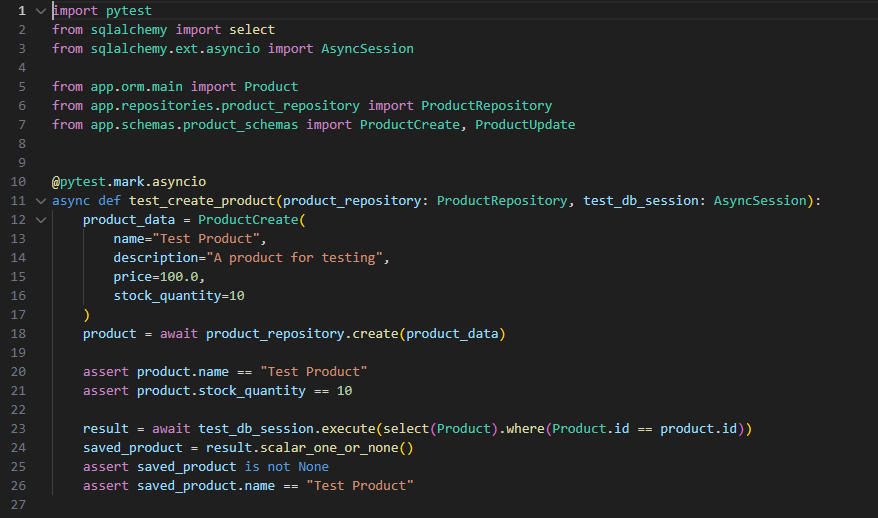 1 import pytest
2 from sqlalchemy import select
3 from sqlalchemy.ext.asyncio import AsyncSession
4
5 from app.orm.main import Product
6 from app.repositories.product_repository import ProductRepository
7 from app.schemas.product_schemas import ProductCreate, ProductUpdate
8
9
10 @pytest.mark.asyncio
11 async def test_create_product(product_repository: ProductRepository, test_db_session: AsyncSession):
12     product_data = ProductCreate(
13         name="Test Product",
14         description="A product for testing",
15         price=100.0,
16         stock_quantity=10
17     )
18     product = await product_repository.create(product_data)
19
20     assert product.name == "Test Product"
21     assert product.stock_quantity == 10
22
23     result = await test_db_session.execute(select(Product).where(Product.id == product.id))
24     saved_product = result.scalar_one_or_none()
25     assert saved_product is not None
26     assert saved_product.name == "Test Product"
27